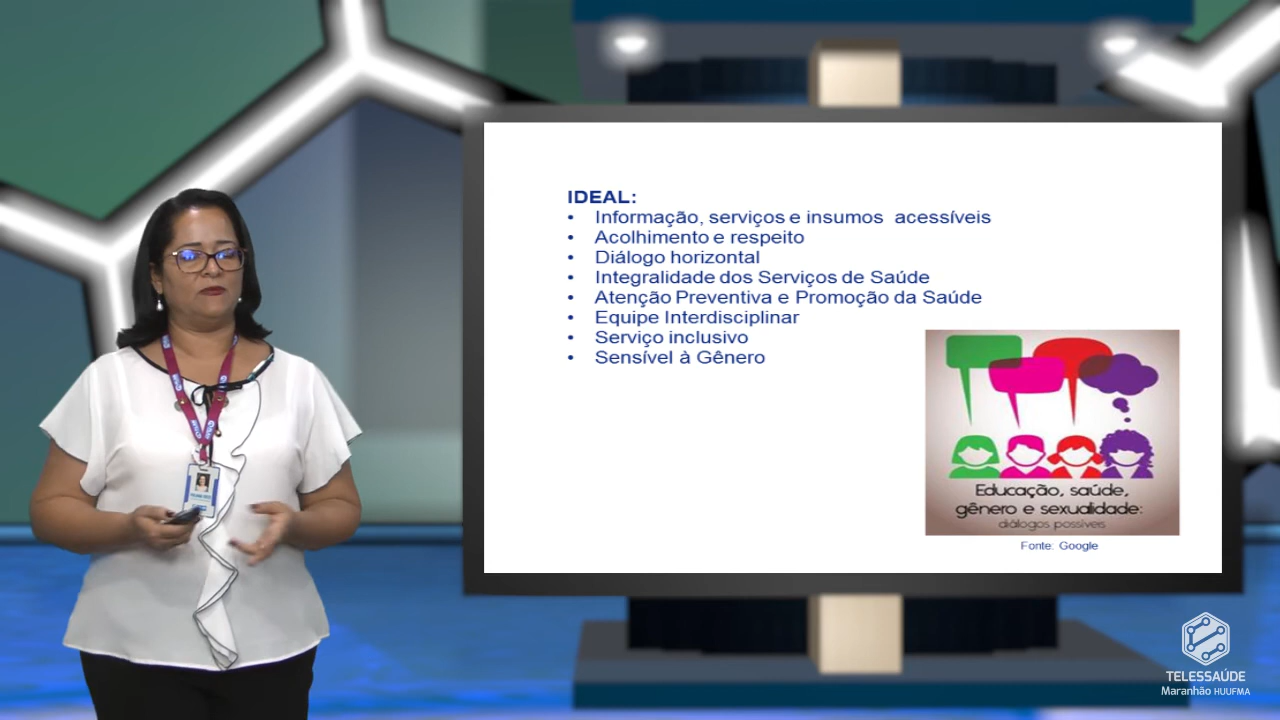 IDEAL:
• Informação, serviços e insumos acessíveis
• Acolhimento e respeito
• Diálogo horizontal
• Integralidade dos Serviços de Saúde
• Atenção Preventiva e Promoção da Saúde
• Equipe Interdisciplinar
• Serviço inclusivo
• Sensível à Gênero
Educação, saúde,
gênero e sexualidade:
diálogos possíveis
Fonte: Google
TELESSAÚDE
Maranhão HUUFMA